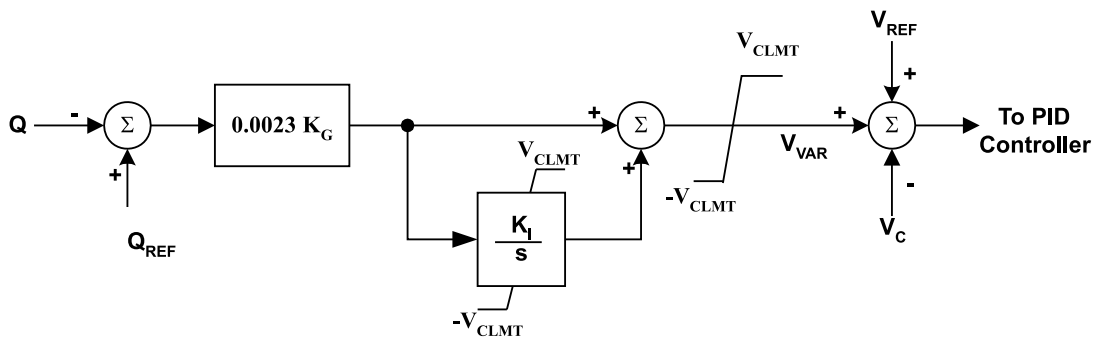 V_REF
V_CLMT
+
Q
-
Σ
0.0023 K_G
+
Σ
+
Σ
To PID
Controller
+
V_CLMT
+
V_VAR
-
-V_CLMT
Q_REF
K_I
s
V_C
-V_CLMT